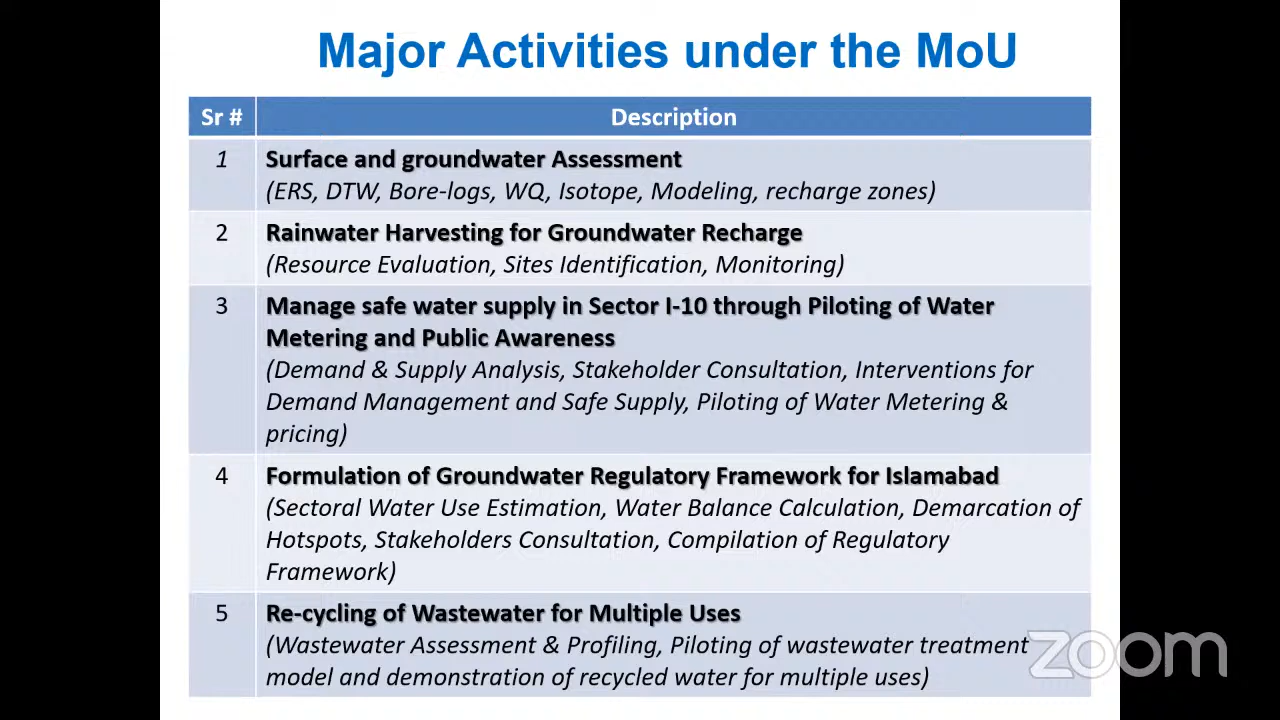 Major Activities under the MoU
Sr # Description
1 Surface and groundwater Assessment
(ERS, DTW, Bore-logs, WQ, Isotope, Modeling, recharge zones)
2 Rainwater Harvesting for Groundwater Recharge
(Resource Evaluation, Sites Identification, Monitoring)
3 Manage safe water supply in Sector I-10 through Piloting of Water
Metering and Public Awareness
(Demand & Supply Analysis, Stakeholder Consultation, Interventions for
Demand Management and Safe Supply, Piloting of Water Metering &
pricing)
4 Formulation of Groundwater Regulatory Framework for Islamabad
(Sectoral Water Use Estimation, Water Balance Calculation, Demarcation of
Hotspots, Stakeholders Consultation, Compilation of Regulatory
Framework)
5 Re-cycling of Wastewater for Multiple Uses
(Wastewater Assessment & Profiling, Piloting of wastewater treatment
model and demonstration of recycled water for multiple uses)
zoom